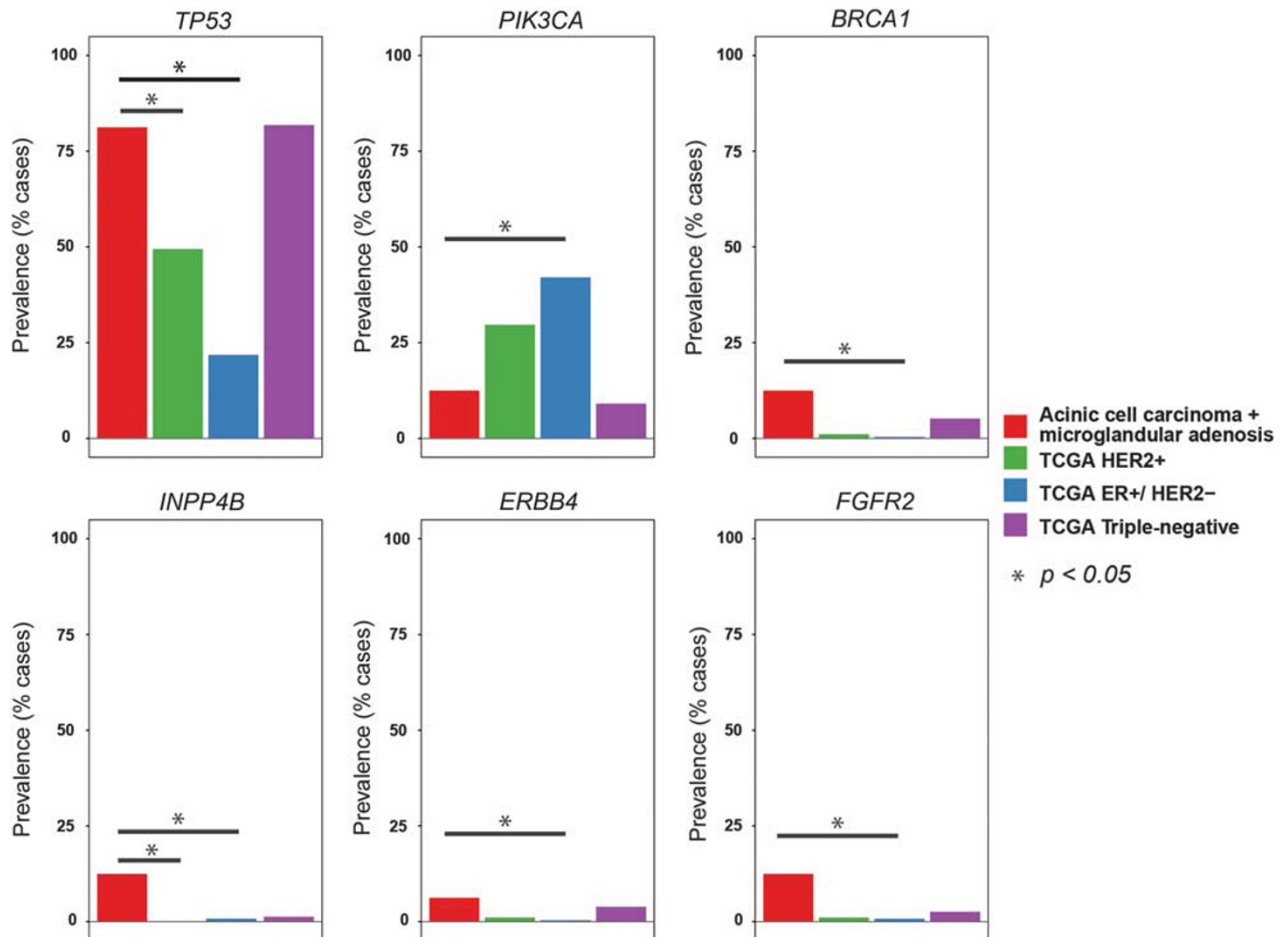 TP53
PIK3CA
BRCA1
Prevalence (% cases)
100
75
50
25
0
*
*
Prevalence (% cases)
100
75
50
25
0
*
Prevalence (% cases)
100
75
50
25
0
*
INPP4B
ERBB4
FGFR2
Prevalence (% cases)
100
75
50
25
0
*
*
Prevalence (% cases)
100
75
50
25
0
*
Prevalence (% cases)
100
75
50
25
0
*
Acinic cell carcinoma +
microglandular adenosis
TCGA HER2+
TCGA ER+/ HER2−
TCGA Triple-negative
* p < 0.05